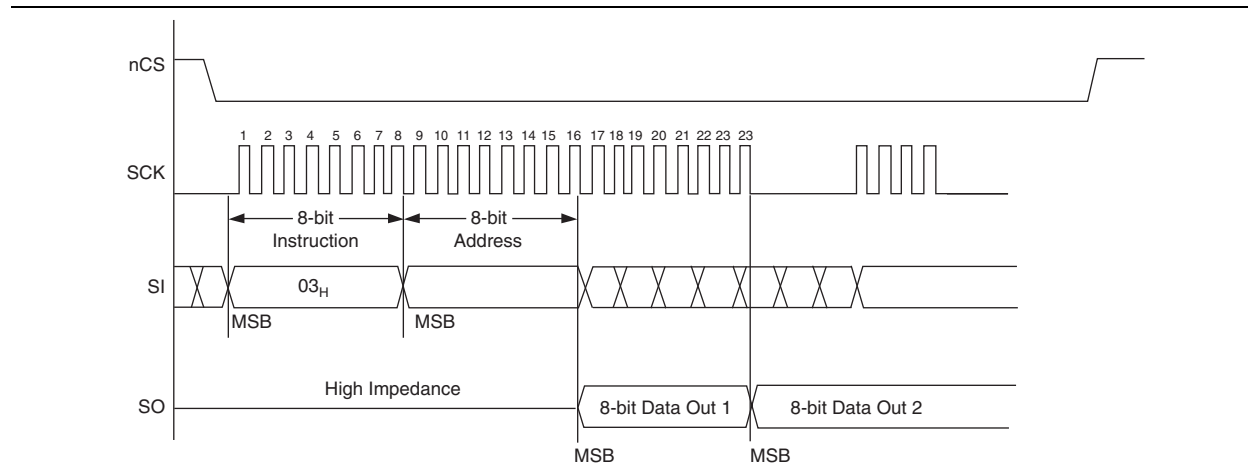 nCS
1 2 3 4 5 6 7 8 9 10 11 12 13 14 15 16 17 18 19 20 21 22 23 23
SCK
8-bit
Instruction
8-bit
Address
SI
03H
MSB
MSB
High Impedance
SO
8-bit Data Out 1
8-bit Data Out 2
MSB
MSB